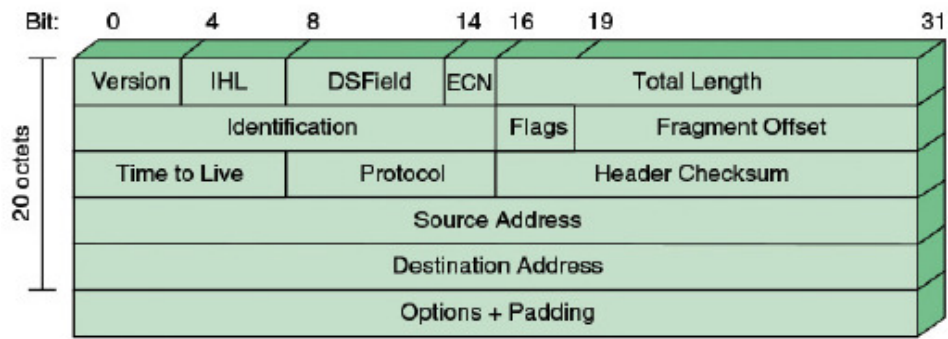 Bit: 0 4 8 14 16 19 31
Version IHL DSField ECN Total Length
Identification Flags Fragment Offset
Time to Live Protocol Header Checksum
Source Address
Destination Address
Options + Padding
20 octets